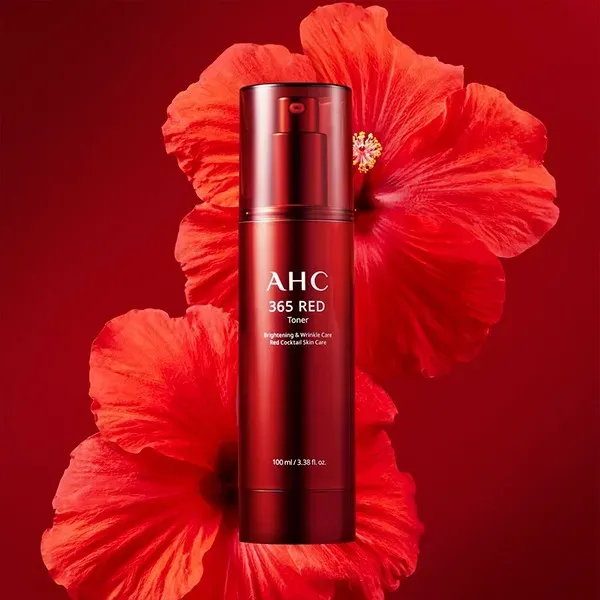 AHC
365 RED
Toner
Brightening & Wrinkle Care
Red Cocktail Skin Care
100 ml / 3.38 fl. oz.